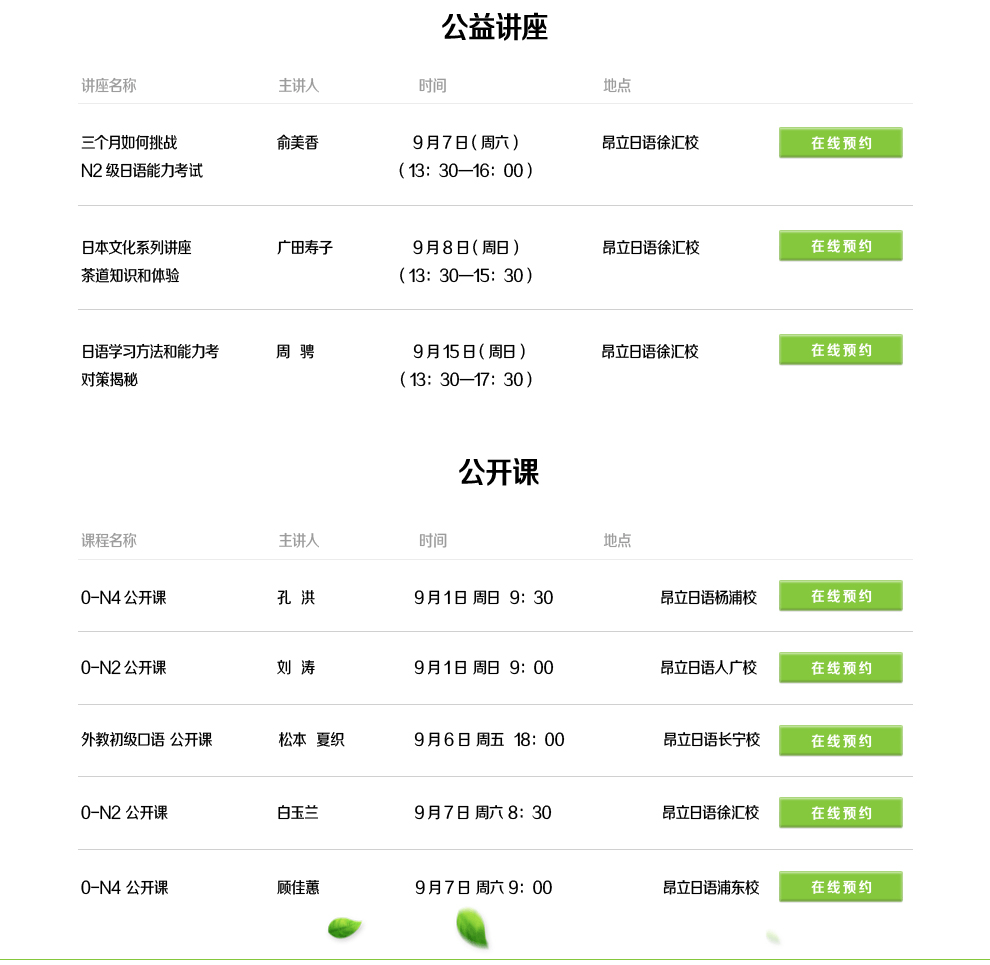 公益讲座
讲座名称 主讲人 时间 地点
三个月如何挑战 俞美香 9月7日(周六) 昂立日语徐汇校 在线预约
N2级日语能力考试 (13：30—16：00)
日本文化系列讲座 广田寿子 9月8日(周日) 昂立日语徐汇校 在线预约
茶道知识和体验 (13：30—15：30)
日语学习方法和能力考 周 骋 9月15日(周日) 昂立日语徐汇校 在线预约
对策揭秘 (13：30—17：30)
公开课
课程名称 主讲人 时间 地点
0-N4公开课 孔 洪 9月1日 周日 9：30 昂立日语杨浦校 在线预约
0-N2公开课 刘 涛 9月1日 周日 9：00 昂立日语人广校 在线预约
外教初级口语 公开课 松本 夏织 9月6日 周五 18：00 昂立日语长宁校 在线预约
0-N2 公开课 白玉兰 9月7日 周六 8：30 昂立日语徐汇校 在线预约
0-N4 公开课 顾佳蕙 9月7日 周六 9：00 昂立日语浦东校 在线预约